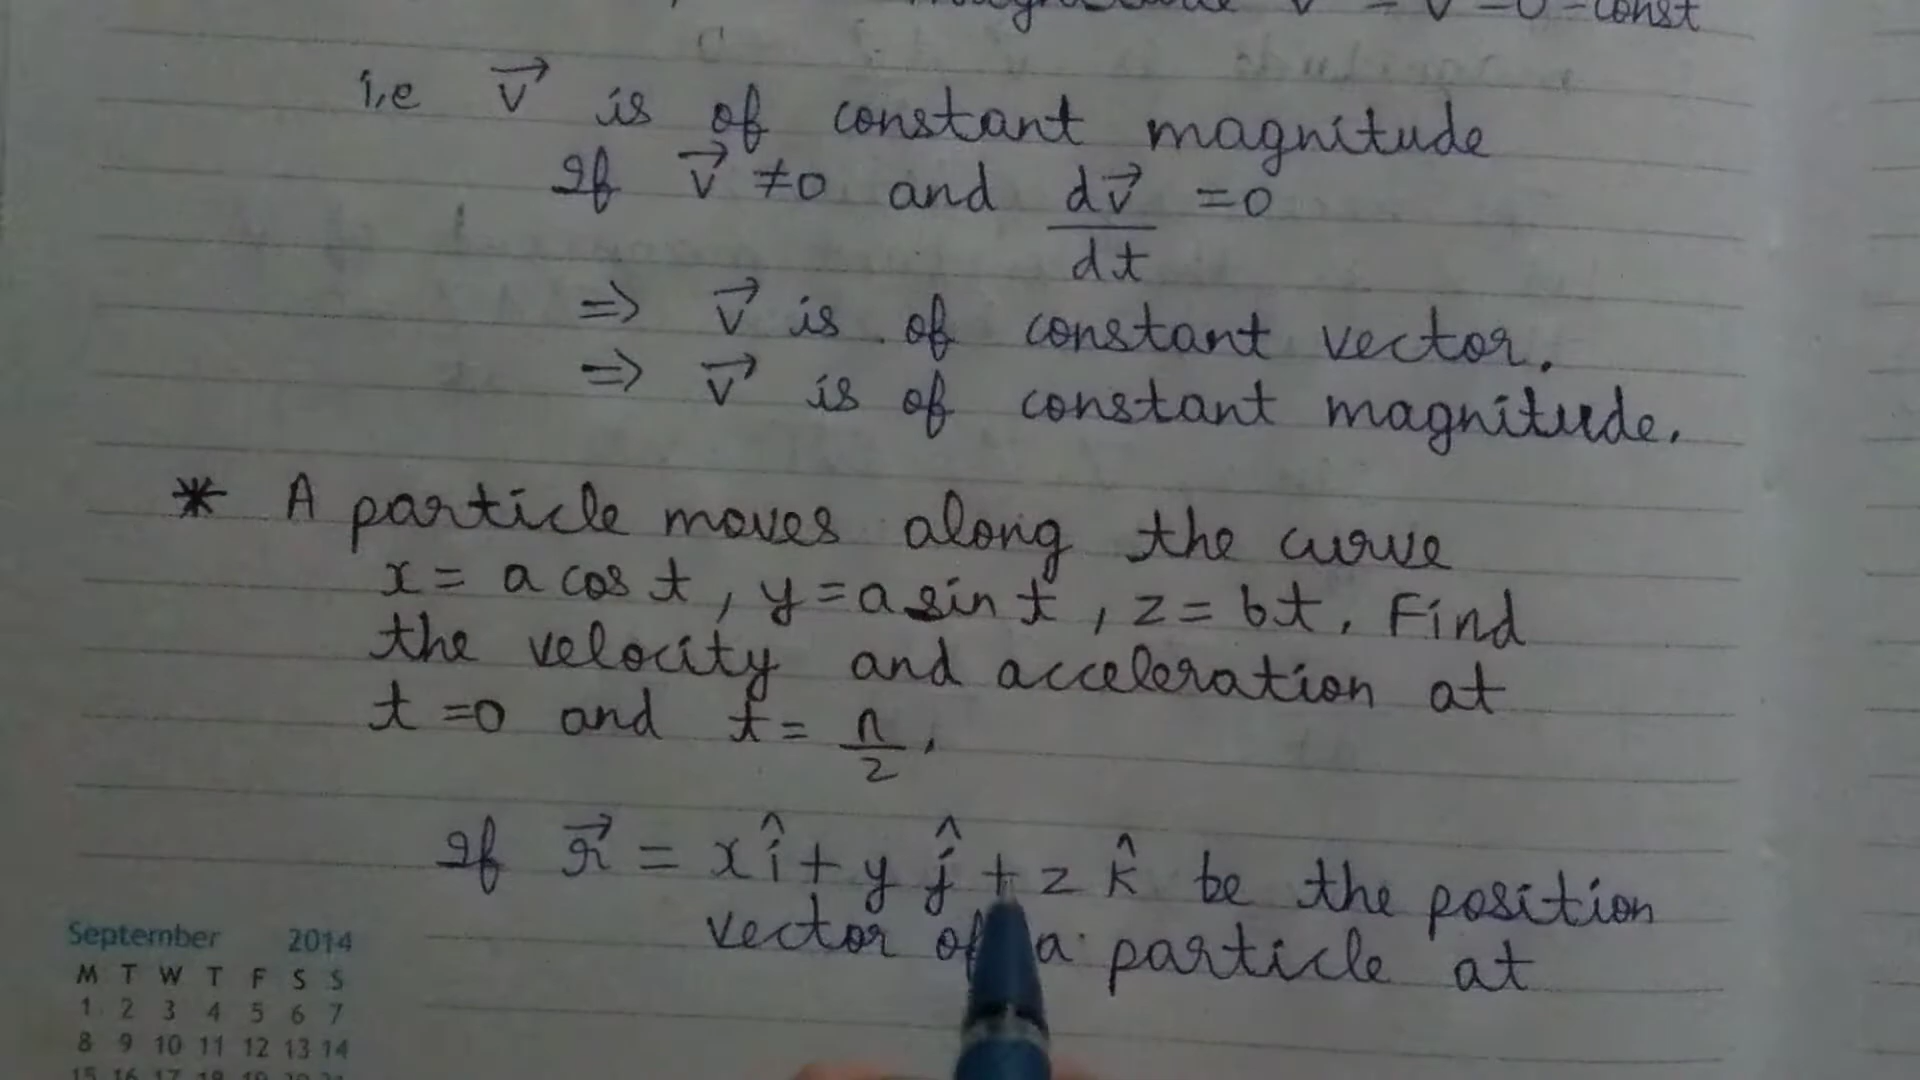 = v = 0 = const
i,e v⃗ is of constant magnitude
If v⃗ ≠0 and dv⃗ =0
dt
=> v⃗ is of constant vector.
=> v⃗ is of constant magnitude.
* A particle moves along the curve
x = a cos t , y = a sin t , z = bt. Find
the velocity and acceleration at
t =0 and t = π/2.
If r⃗ = x î + y ĵ + z k̂ be the position
vector of a particle at
September 2014
M T W T F S S
1 2 3 4 5 6 7
8 9 10 11 12 13 14